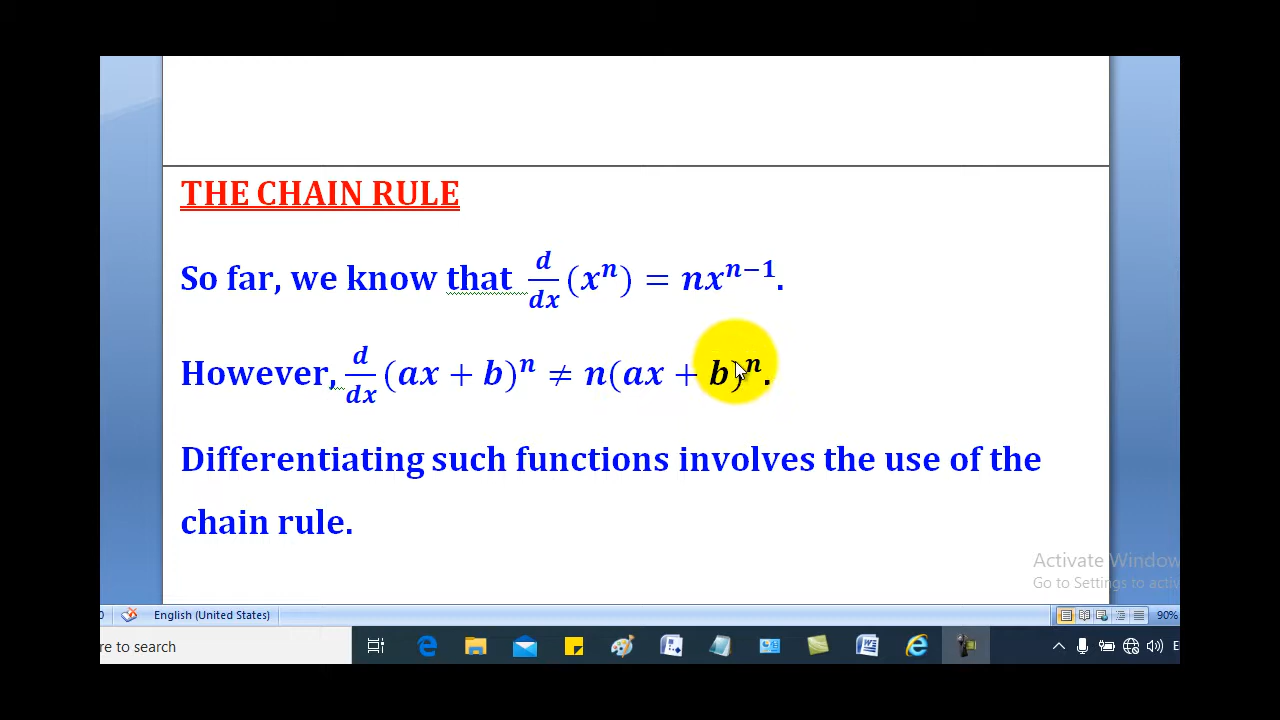 THE CHAIN RULE
So far, we know that d/dx (xⁿ) = nxⁿ⁻¹.
However, d/dx (ax + b)ⁿ ≠ n(ax + b)ⁿ.
Differentiating such functions involves the use of the
chain rule.
Activate Window
Go to Settings to activ
0 English (United States) 90%
re to search E